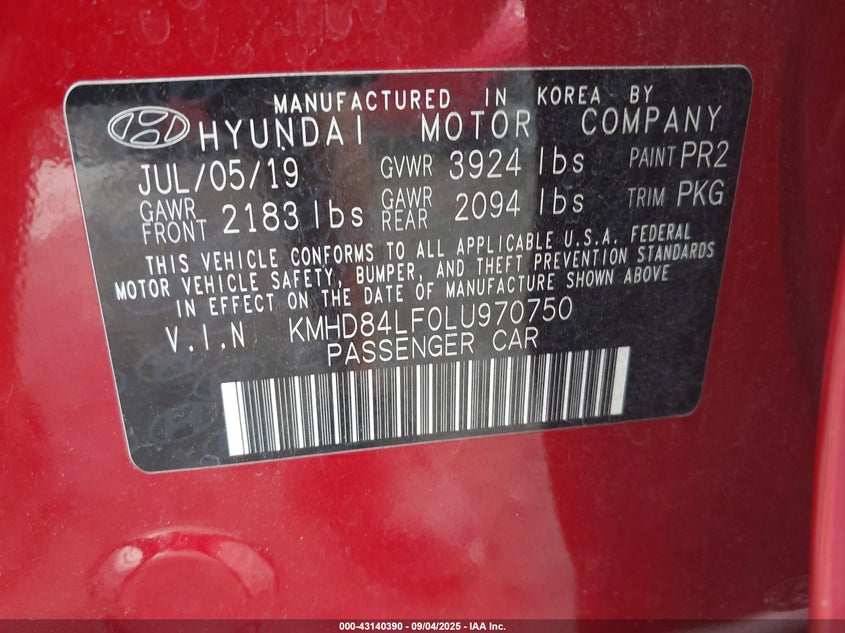 MANUFACTURED IN KOREA BY
HYUNDAI MOTOR COMPANY
JUL/05/19 GVWR 3924 lbs PAINT PR2
GAWR FRONT 2183 lbs GAWR REAR 2094 lbs TRIM PKG
THIS VEHICLE CONFORMS TO ALL APPLICABLE U.S.A. FEDERAL
MOTOR VEHICLE SAFETY, BUMPER, AND THEFT PREVENTION STANDARDS
IN EFFECT ON THE DATE OF MANUFACTURE SHOWN ABOVE
V.I.N KMHD84LF0LU970750
PASSENGER CAR
000-43140390 - 09/04/2025 - IAA Inc.